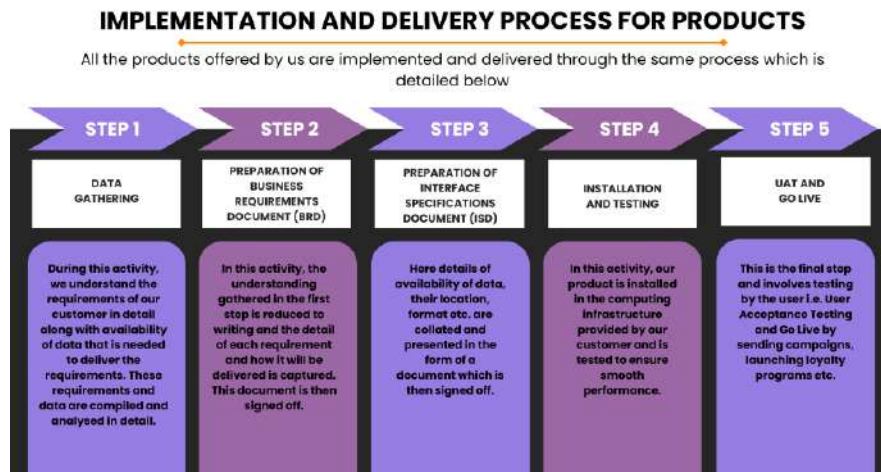 IMPLEMENTATION AND DELIVERY PROCESS FOR PRODUCTS
All the products offered by us are implemented and delivered through the same process which is
detailed below
STEP 1
DATA
GATHERING
During this activity,
we understand the
requirements of our
customer in detail
along with availability
of data that is needed
to deliver the
requirements. These
requirements and
data are compiled and
analysed in detail.
STEP 2
PREPARATION OF
BUSINESS
REQUIREMENTS
DOCUMENT (BRD)
In this activity, the
understanding
gathered in the first
step is reduced to
writing and the detail
of each requirement
and how it will be
delivered is captured.
This document is then
signed off.
STEP 3
PREPARATION OF
INTERFACE
SPECIFICATIONS
DOCUMENT (ISD)
Here details of
availability of data,
their location,
format etc. are
collated and
presented in the
form of a
document which is
then signed off.
STEP 4
INSTALLATION
AND TESTING
In this activity, our
product is installed
in the computing
infrastructure
provided by our
customer and is
tested to ensure
smooth
performance.
STEP 5
UAT AND
GO LIVE
This is the final step
and involves testing
by the user i.e. User
Acceptance Testing
and Go Live by
sending campaigns,
launching loyalty
programs etc.